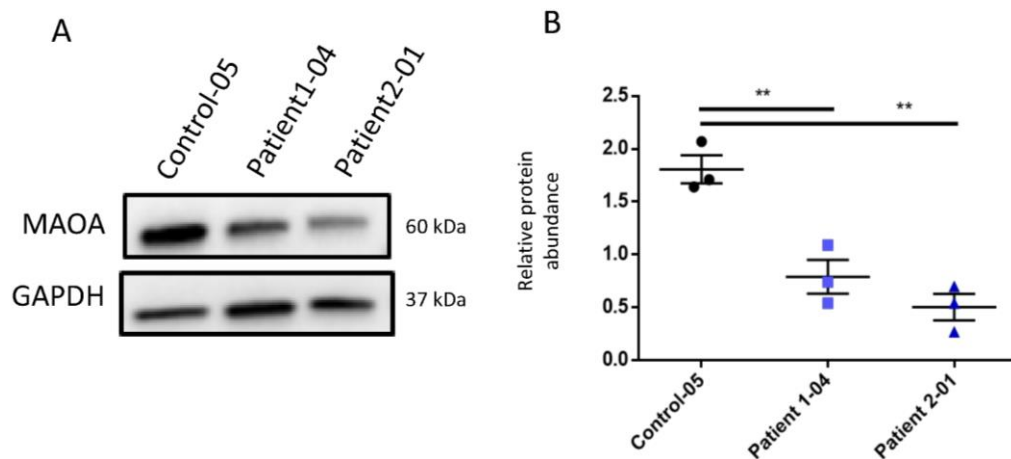 A
Control-05
Patient1-04
Patient2-01
MAOA
60 kDa
GAPDH
37 kDa
B
Relative protein
abundance
2.5
2.0
1.5
1.0
0.5
0.0
**
**
Control-05
Patient 1-04
Patient 2-01